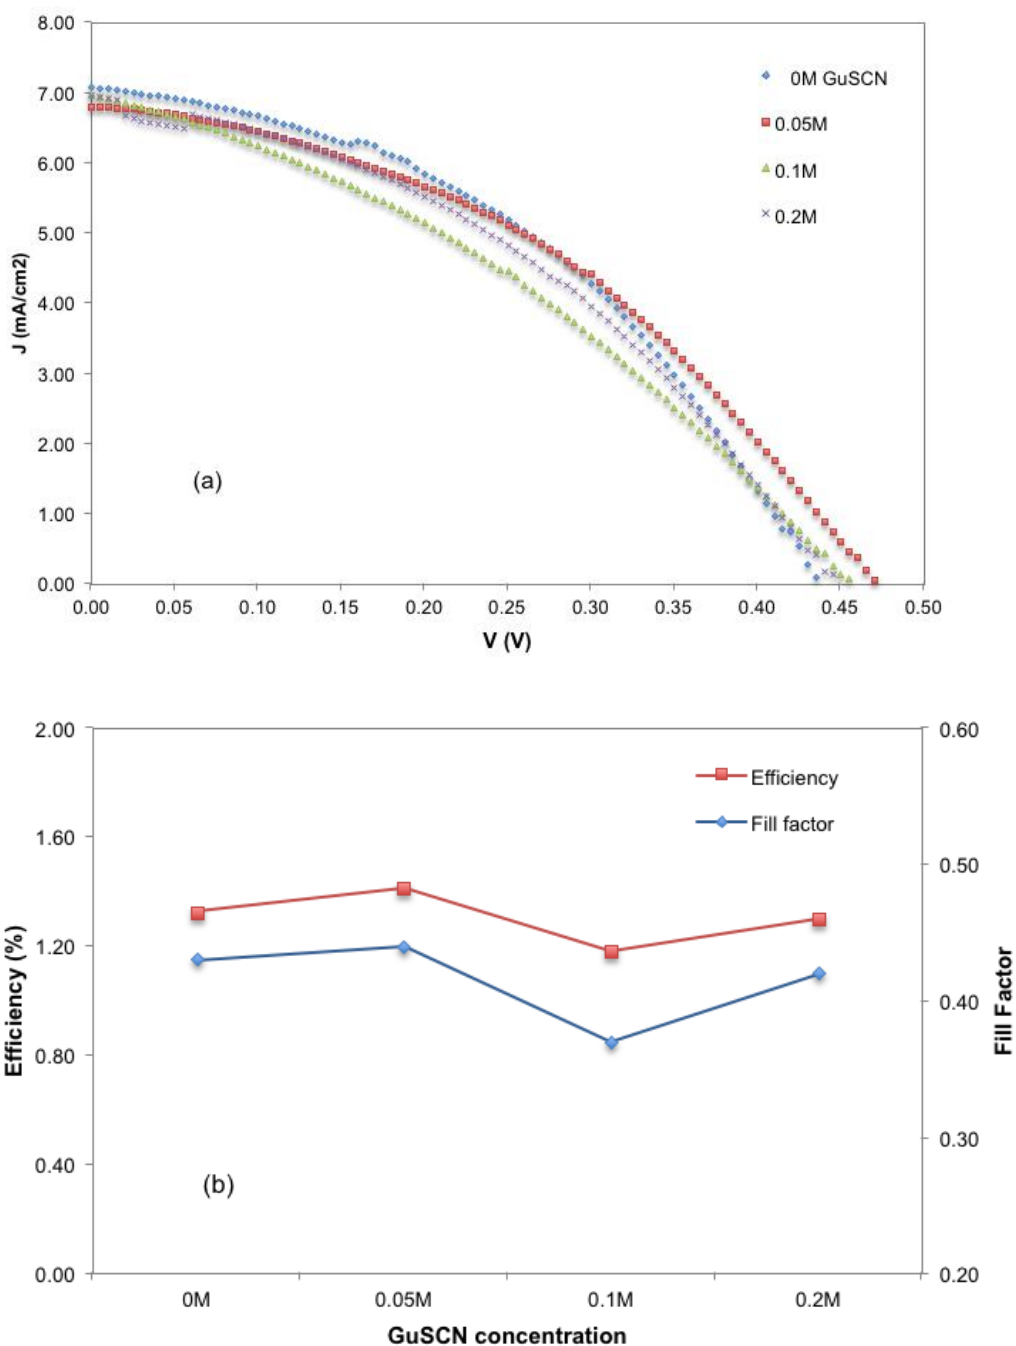 8.00
7.00
6.00
5.00
4.00
3.00
2.00
1.00
0.00
J (mA/cm2)
0M GuSCN
0.05M
0.1M
0.2M
(a)
0.00 0.05 0.10 0.15 0.20 0.25 0.30 0.35 0.40 0.45 0.50
V (V)
2.00
1.60
1.20
0.80
0.40
0.00
Efficiency (%)
Efficiency
Fill factor
(b)
0.60
0.50
0.40
0.30
0.20
Fill Factor
0M 0.05M 0.1M 0.2M
GuSCN concentration